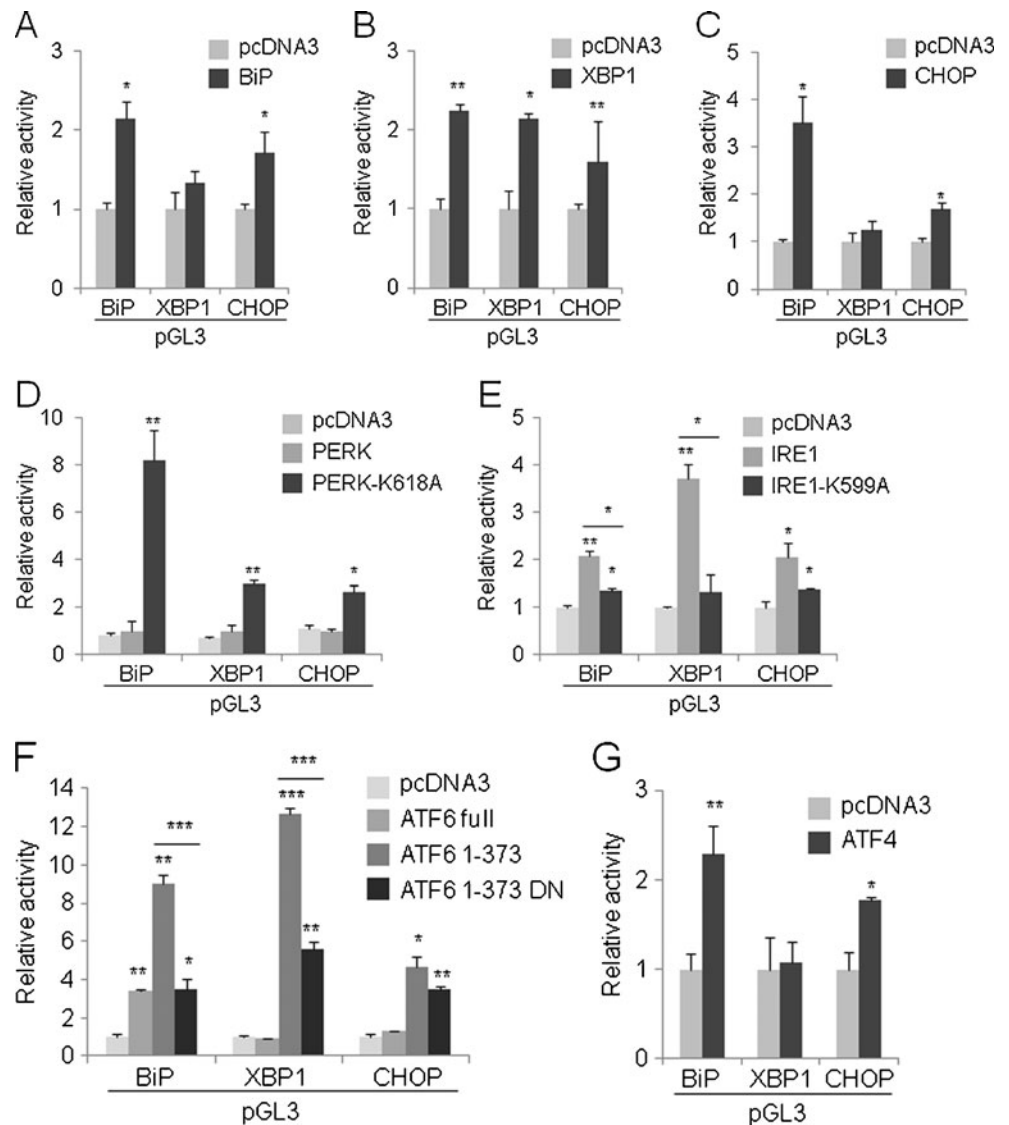 A
pcDNA3
BiP
Relative activity
3
2
1
0
*
*
BiP XBP1 CHOP
pGL3
B
pcDNA3
XBP1
Relative activity
3
2
1
0
**
*
**
BiP XBP1 CHOP
pGL3
C
pcDNA3
CHOP
Relative activity
5
4
3
2
1
0
*
*
BiP XBP1 CHOP
pGL3
D
pcDNA3
PERK
PERK-K618A
Relative activity
10
8
6
4
2
0
**
**
*
BiP XBP1 CHOP
pGL3
E
pcDNA3
IRE1
IRE1-K599A
Relative activity
5
4
3
2
1
0
*
**
*
*
**
*
*
BiP XBP1 CHOP
pGL3
F
pcDNA3
ATF6 full
ATF6 1-373
ATF6 1-373 DN
Relative activity
14
12
10
8
6
4
2
0
***
**
**
*
***
***
**
*
**
BiP XBP1 CHOP
pGL3
G
pcDNA3
ATF4
Relative activity
3
2
1
0
**
*
BiP XBP1 CHOP
pGL3